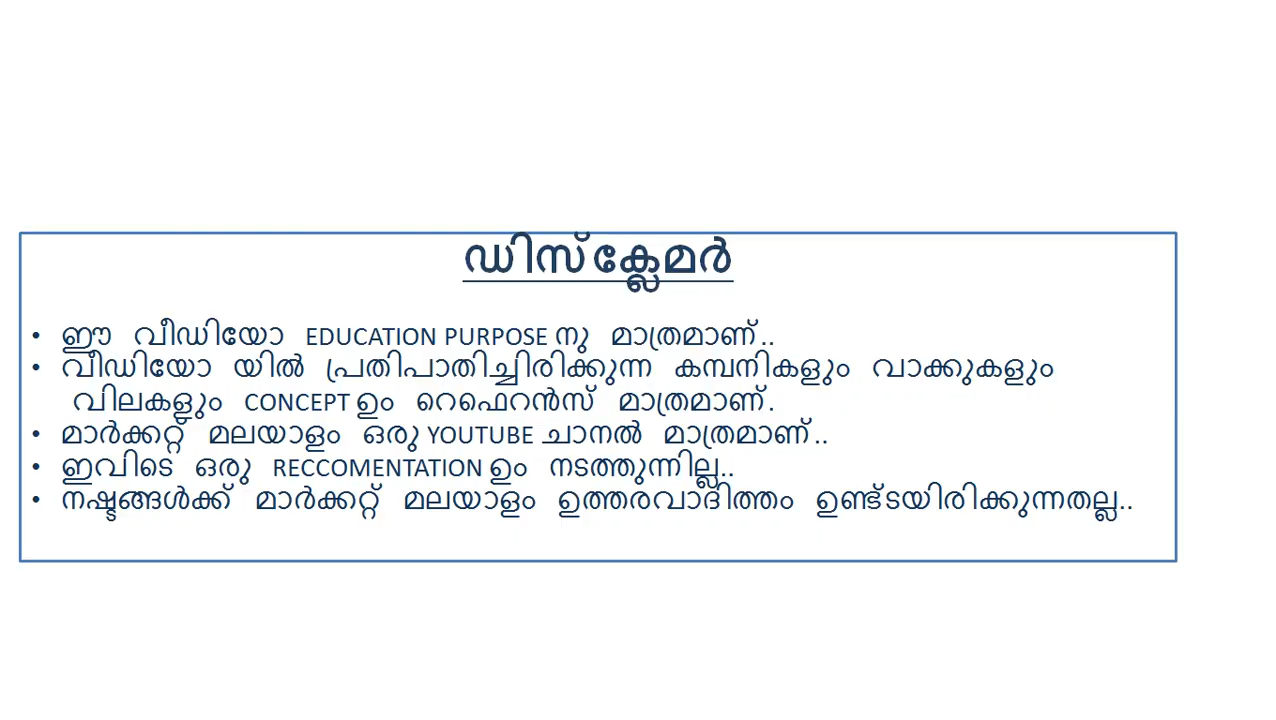 ഡിസ്ക്ലേമർ
• ഈ വീഡിയോ EDUCATION PURPOSE നു മാത്രമാണ്..
• വീഡിയോ യിൽ പ്രതിപാതിച്ചിരിക്കുന്ന കമ്പനികളും വാക്കുകളും
വിലകളും CONCEPT ഉം റെഫെറൻസ് മാത്രമാണ്.
• മാർക്കറ്റ് മലയാളം ഒരു YOUTUBE ചാനൽ മാത്രമാണ്..
• ഇവിടെ ഒരു RECCOMENTATION ഉം നടത്തുന്നില്ല..
• നഷ്ടങ്ങൾക്ക് മാർക്കറ്റ് മലയാളം ഉത്തരവാദിത്തം ഉണ്ട്ടയിരിക്കുന്നതല്ല..